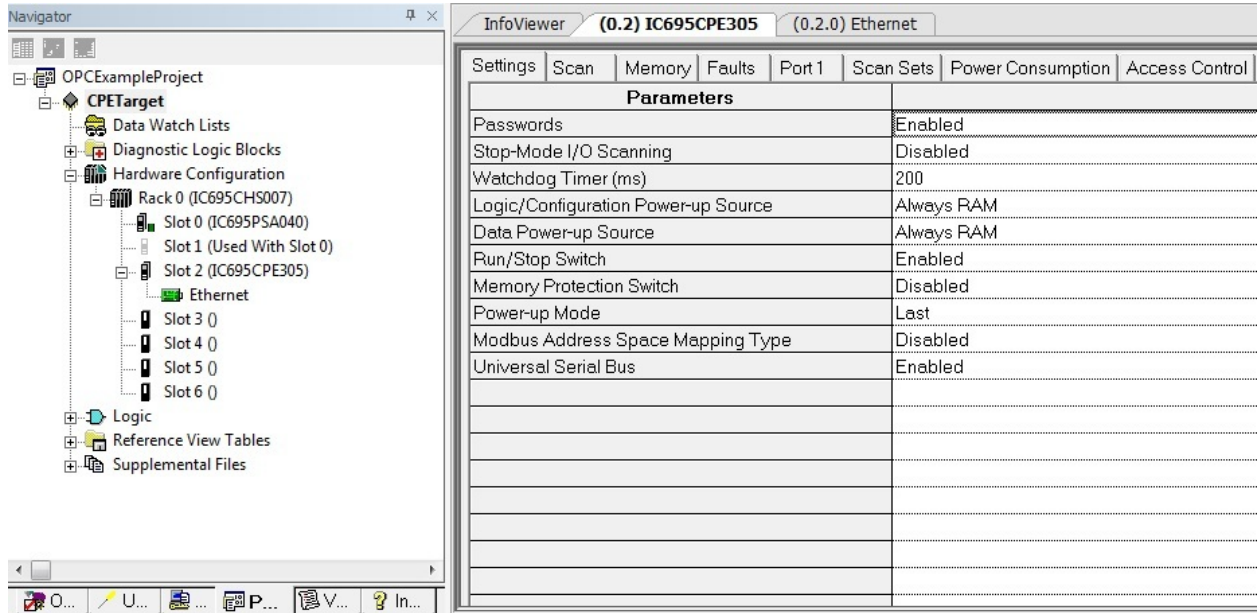 Navigator
OPCExampleProject
CPETarget
Data Watch Lists
Diagnostic Logic Blocks
Hardware Configuration
Rack 0 (IC695CHS007)
Slot 0 (IC695PSA040)
Slot 1 (Used With Slot 0)
Slot 2 (IC695CPE305)
Ethernet
Slot 3 ()
Slot 4 ()
Slot 5 ()
Slot 6 ()
Logic
Reference View Tables
Supplemental Files
O... U... ... P... V... In...
InfoViewer (0.2) IC695CPE305 (0.2.0) Ethernet
Settings Scan Memory Faults Port 1 Scan Sets Power Consumption Access Control
Parameters
Passwords Enabled
Stop-Mode I/O Scanning Disabled
Watchdog Timer (ms) 200
Logic/Configuration Power-up Source Always RAM
Data Power-up Source Always RAM
Run/Stop Switch Enabled
Memory Protection Switch Disabled
Power-up Mode Last
Modbus Address Space Mapping Type Disabled
Universal Serial Bus Enabled